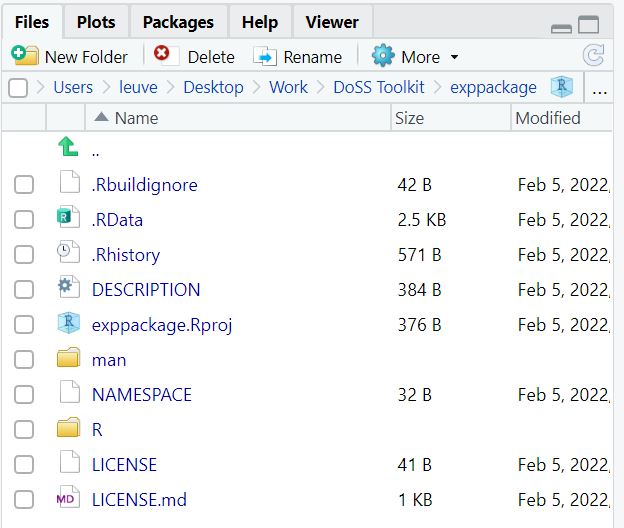 Files Plots Packages Help Viewer
New Folder Delete Rename More
Users leuve Desktop Work DoSS Toolkit exppackage R ...
Name Size Modified
..
.Rbuildignore 42 B Feb 5, 2022,
R .RData 2.5 KB Feb 5, 2022,
.Rhistory 571 B Feb 5, 2022,
DESCRIPTION 384 B Feb 5, 2022,
R exppackage.Rproj 376 B Feb 5, 2022,
man
NAMESPACE 32 B Feb 5, 2022,
R
LICENSE 41 B Feb 5, 2022,
MD LICENSE.md 1 KB Feb 5, 2022,